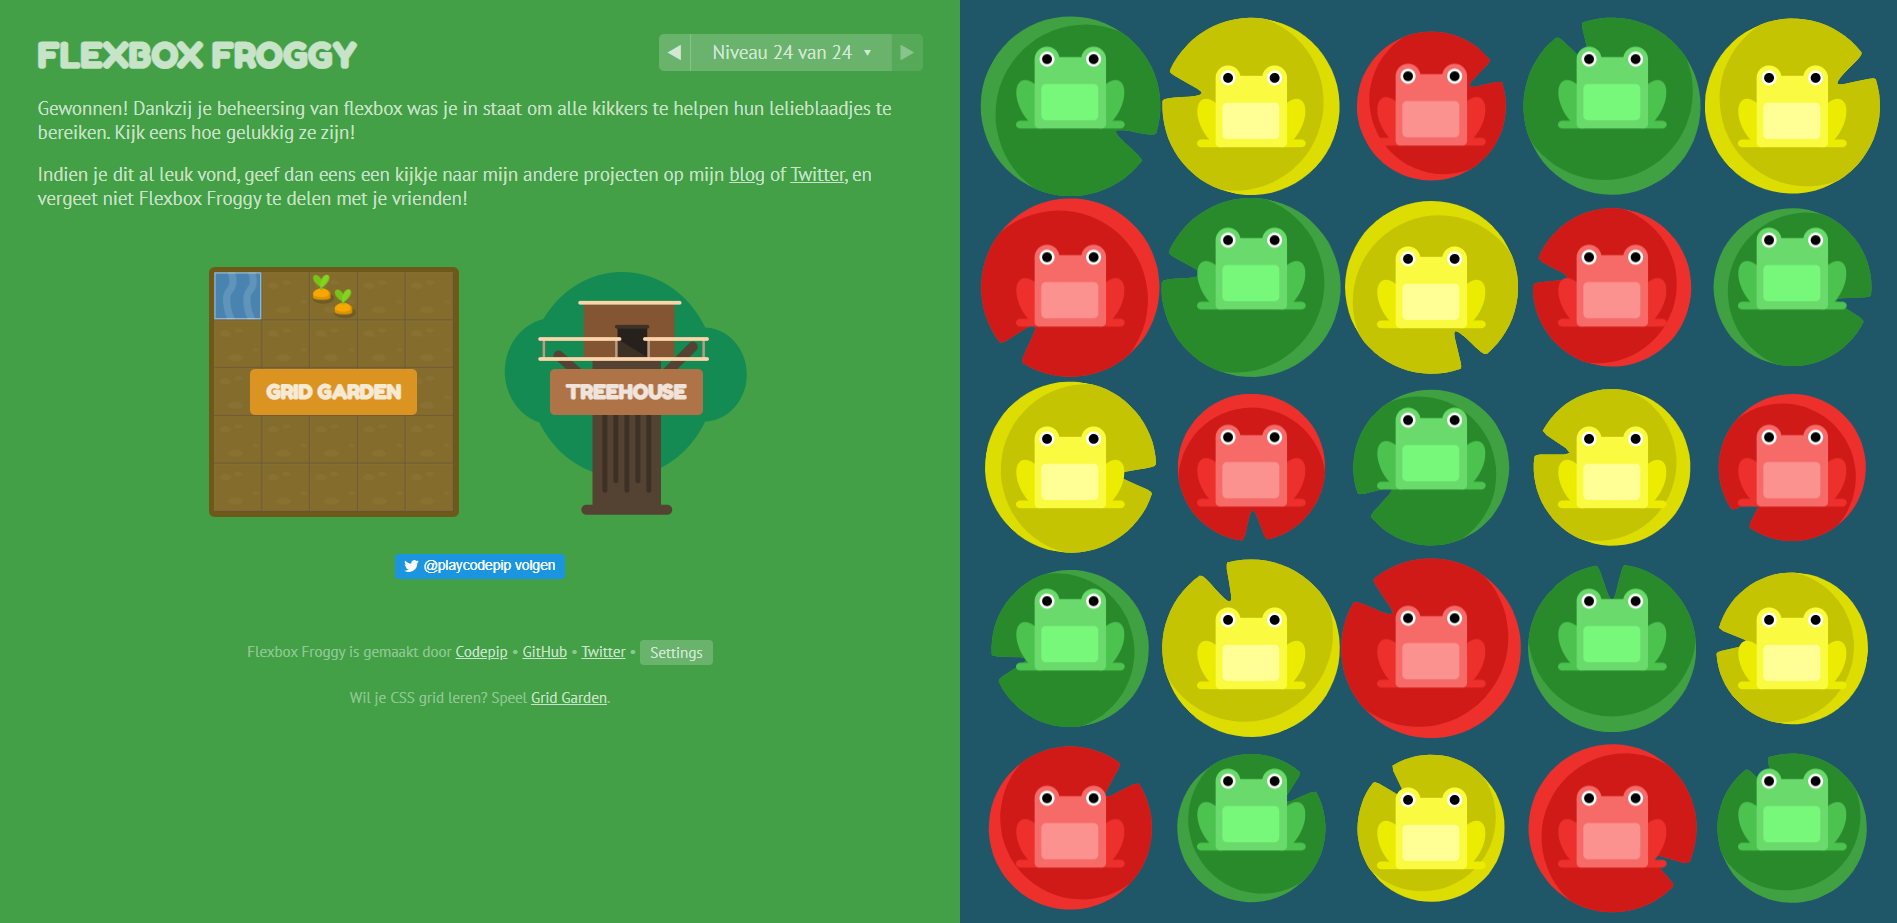 FLEXBOX FROGGY
◀ Niveau 24 van 24 ▼ ▶
Gewonnen! Dankzij je beheersing van flexbox was je in staat om alle kikkers te helpen hun lelieblaadjes te
bereiken. Kijk eens hoe gelukkig ze zijn!
Indien je dit al leuk vond, geef dan eens een kijkje naar mijn andere projecten op mijn blog of Twitter, en
vergeet niet Flexbox Froggy te delen met je vrienden!
GRID GARDEN
TREEHOUSE
@playcodepip volgen
Flexbox Froggy is gemaakt door Codepip • GitHub • Twitter • Settings
Wil je CSS grid leren? Speel Grid Garden.